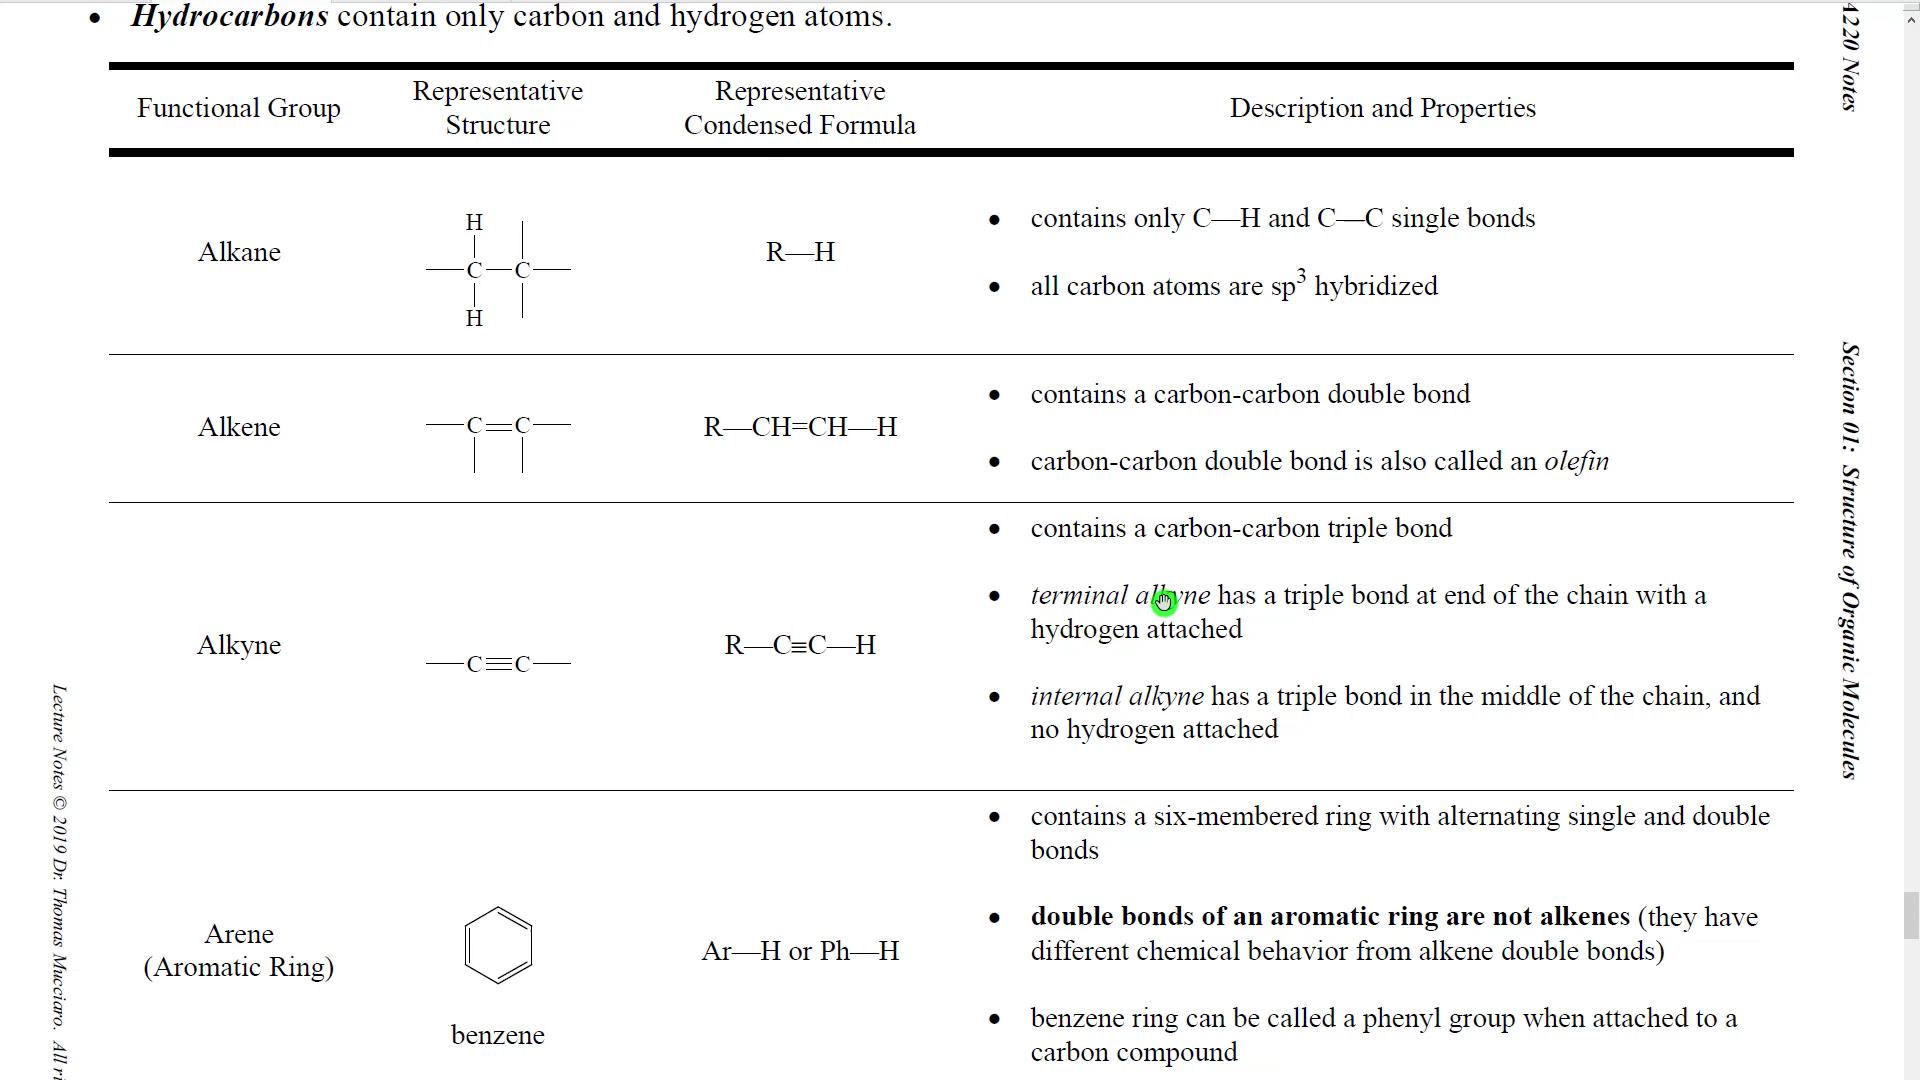 • Hydrocarbons contain only carbon and hydrogen atoms.
Functional Group
Representative
Structure
Representative
Condensed Formula
Description and Properties
Alkane
H
C C
H
R—H
• contains only C—H and C—C single bonds
• all carbon atoms are sp³ hybridized
Alkene
C C
R—CH=CH—H
• contains a carbon-carbon double bond
• carbon-carbon double bond is also called an olefin
Alkyne
C C
R—C≡C—H
• contains a carbon-carbon triple bond
• terminal alkyne has a triple bond at end of the chain with a
hydrogen attached
• internal alkyne has a triple bond in the middle of the chain, and
no hydrogen attached
Arene
(Aromatic Ring)
benzene
Ar—H or Ph—H
• contains a six-membered ring with alternating single and double
bonds
• double bonds of an aromatic ring are not alkenes (they have
different chemical behavior from alkene double bonds)
• benzene ring can be called a phenyl group when attached to a
carbon compound
A220 Notes
Section 01: Structure of Organic Molecules
Lecture Notes © 2019 Dr. Thomas Mucciaro. All ri